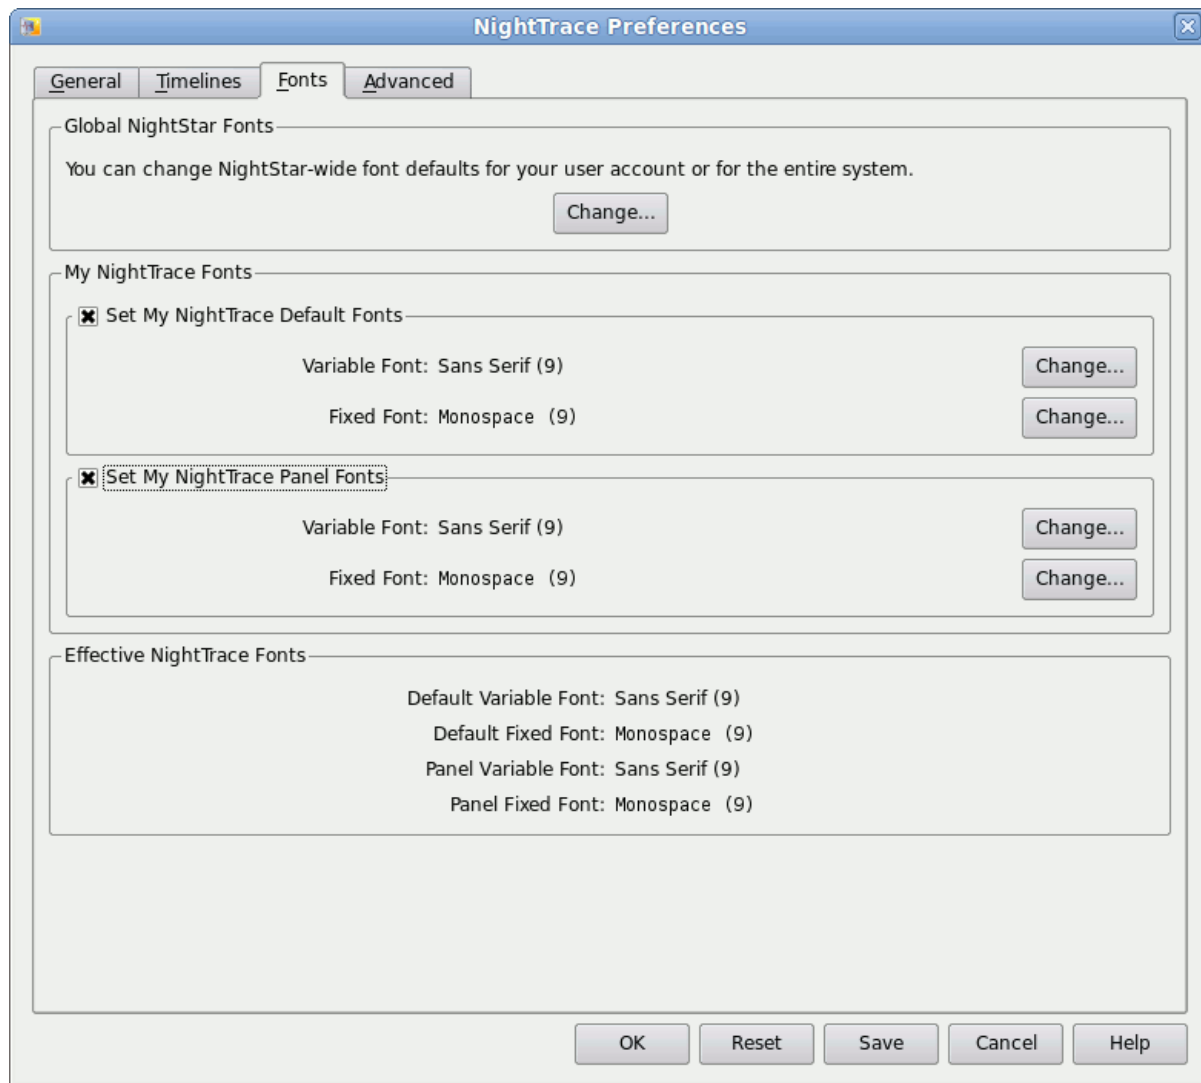 NightTrace Preferences
General Timelines Fonts Advanced
Global NightStar Fonts
You can change NightStar-wide font defaults for your user account or for the entire system.
Change...
My NightTrace Fonts
Set My NightTrace Default Fonts
Variable Font: Sans Serif (9) Change...
Fixed Font: Monospace (9) Change...
Set My NightTrace Panel Fonts
Variable Font: Sans Serif (9) Change...
Fixed Font: Monospace (9) Change...
Effective NightTrace Fonts
Default Variable Font: Sans Serif (9)
Default Fixed Font: Monospace (9)
Panel Variable Font: Sans Serif (9)
Panel Fixed Font: Monospace (9)
OK Reset Save Cancel Help